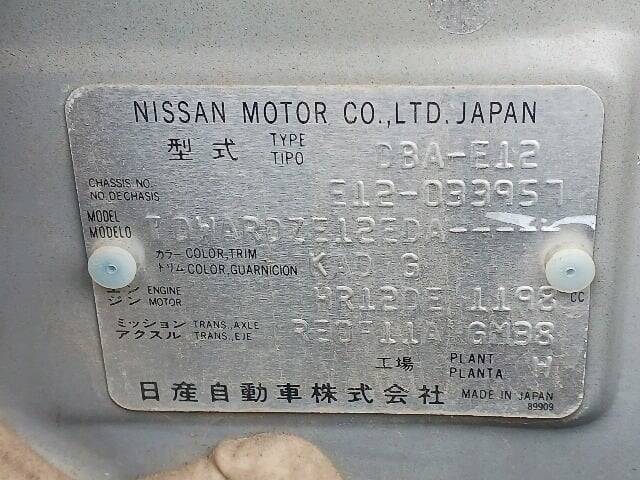 NISSAN MOTOR CO.,LTD. JAPAN
型式 TYPE TIPO DBA-E12
CHASSIS NO. NO.DECHASIS E12-033957
MODEL MODELO E12EDA-----
カラー COLOR,TRIM
トリム COLOR,GUARNICION KAD G
エンジン ENGINE MOTOR HR12DE 1198 CC
ミッション TRANS.,AXLE
アクスル TRANS.,EJE RE0F11A GM38
工場 PLANT PLANTA W
日産自動車株式会社 MADE IN JAPAN
89909